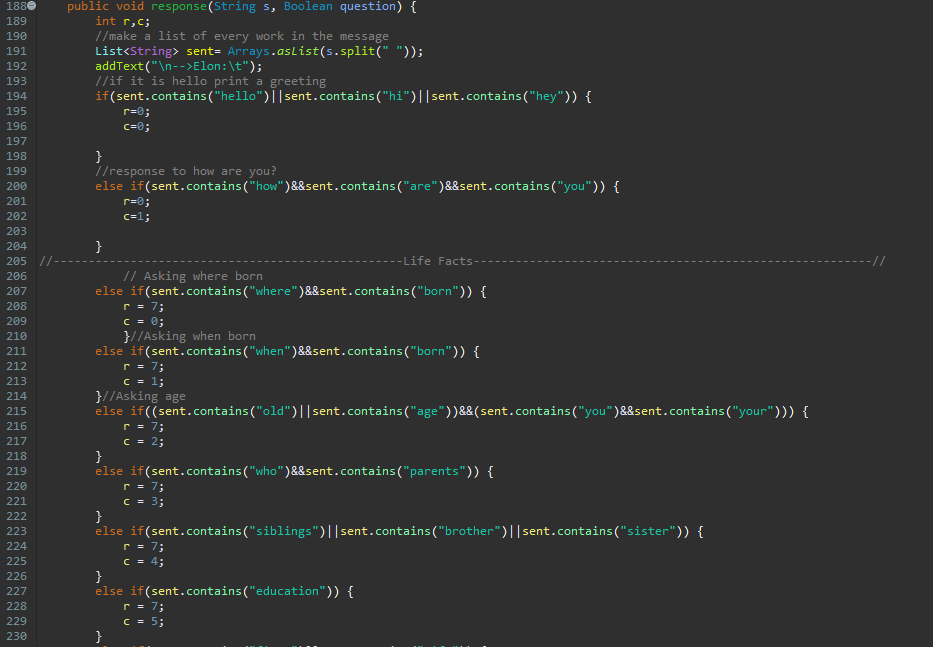 188 public void response(String s, Boolean question) {
189 int r,c;
190 //make a list of every work in the message
191 List<String> sent= Arrays.asList(s.split(" "));
192 addText("\n-->Elon:\t");
193 //if it is hello print a greeting
194 if(sent.contains("hello")||sent.contains("hi")||sent.contains("hey")) {
195 r=0;
196 c=0;
197
198 }
199 //response to how are you?
200 else if(sent.contains("how")&&sent.contains("are")&&sent.contains("you")) {
201 r=0;
202 c=1;
203
204 }
205 //--------------------------------------------------Life Facts---------------------------------------------------------//
206 // Asking where born
207 else if(sent.contains("where")&&sent.contains("born")) {
208 r = 7;
209 c = 0;
210 }//Asking when born
211 else if(sent.contains("when")&&sent.contains("born")) {
212 r = 7;
213 c = 1;
214 }//Asking age
215 else if((sent.contains("old")||sent.contains("age"))&&(sent.contains("you")&&sent.contains("your"))) {
216 r = 7;
217 c = 2;
218 }
219 else if(sent.contains("who")&&sent.contains("parents")) {
220 r = 7;
221 c = 3;
222 }
223 else if(sent.contains("siblings")||sent.contains("brother")||sent.contains("sister")) {
224 r = 7;
225 c = 4;
226 }
227 else if(sent.contains("education")) {
228 r = 7;
229 c = 5;
230 }